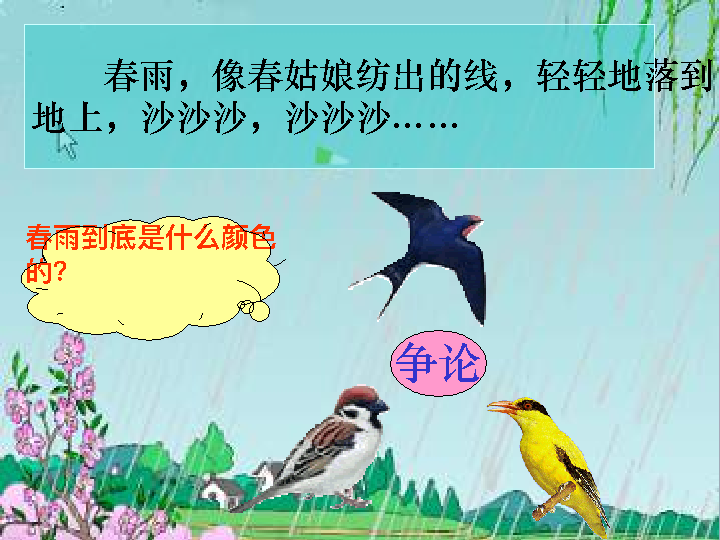 春雨，像春姑娘纺出的线，轻轻地落到
地上，沙沙沙，沙沙沙……
春雨到底是什么颜色
的?
争论